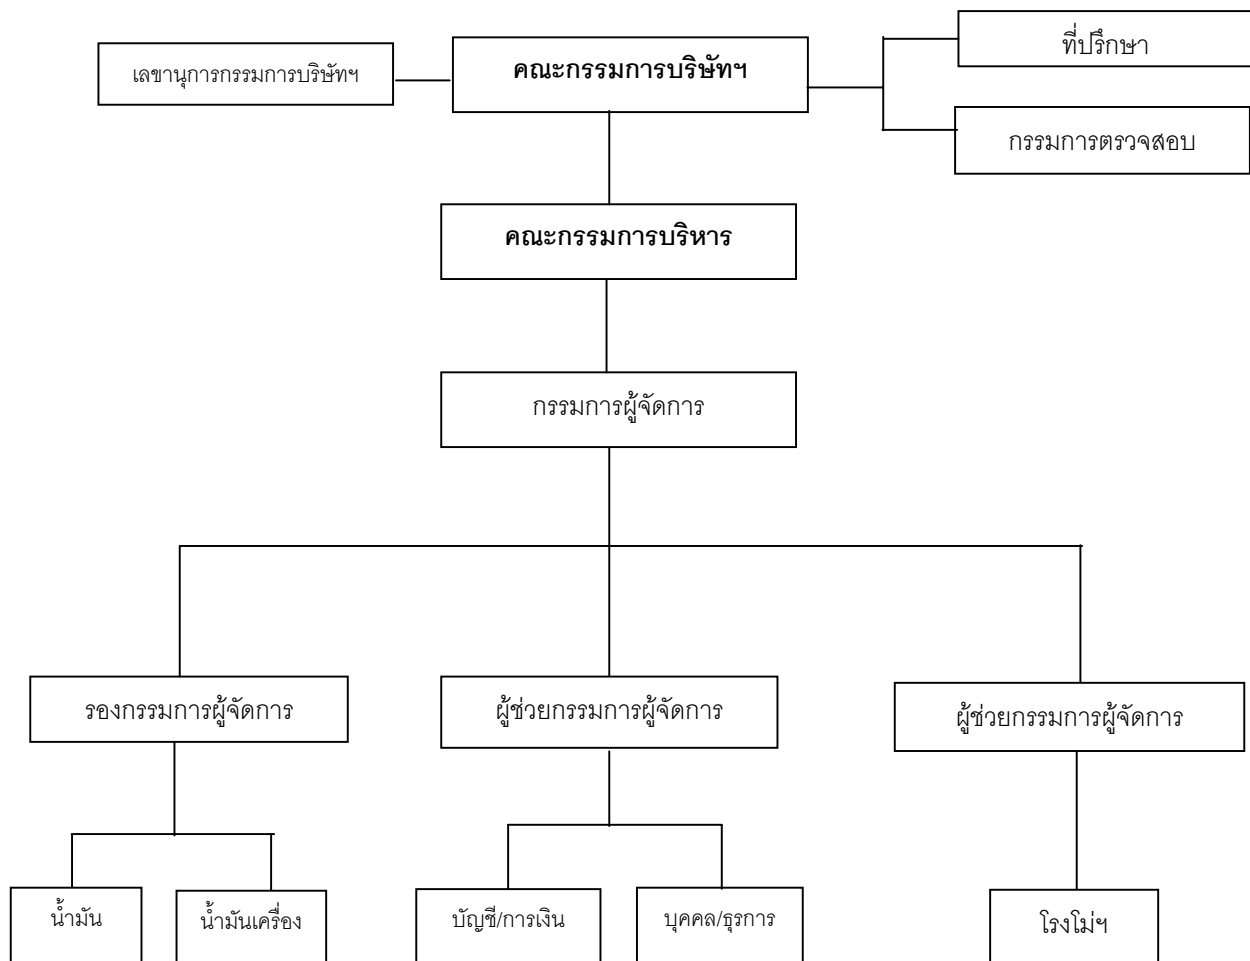 ที่ปรึกษา
เลขานุการกรรมการบริษัทฯ
คณะกรรมการบริษัทฯ
กรรมการตรวจสอบ
คณะกรรมการบริหาร
กรรมการผู้จัดการ
รองกรรมการผู้จัดการ
ผู้ช่วยกรรมการผู้จัดการ
ผู้ช่วยกรรมการผู้จัดการ
น้ำมัน
น้ำมันเครื่อง
บัญชี/การเงิน
บุคคล/ธุรการ
โรงโม่ฯ